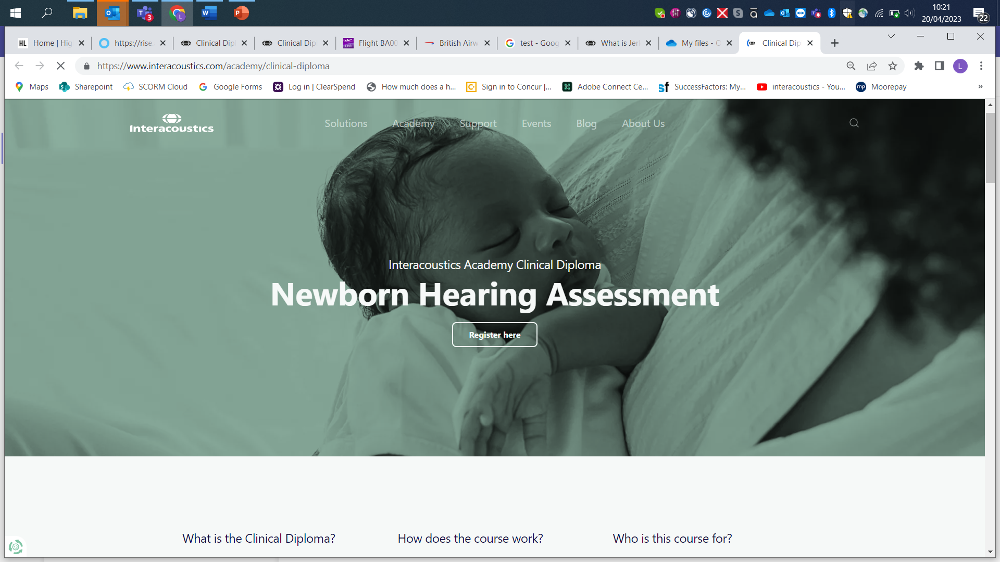 10:21
20/04/2023
22
3
HL Home | Hig
https://rise.
Clinical Dip
Clinical Dip
Flight BA00
British Airw
test - Goog
What is Jer
My files - O
Clinical Dip
https://www.interacoustics.com/academy/clinical-diploma
L
Maps
Sharepoint
SCORM Cloud
Google Forms
Log in | ClearSpend
How much does a h...
Sign in to Concur |...
Adobe Connect Ce...
SuccessFactors: My...
interacoustics - You...
mp Moorepay
»
Interacoustics
Solutions
Academy
Support
Events
Blog
About Us
Interacoustics Academy Clinical Diploma
Newborn Hearing Assessment
Register here
What is the Clinical Diploma?
How does the course work?
Who is this course for?